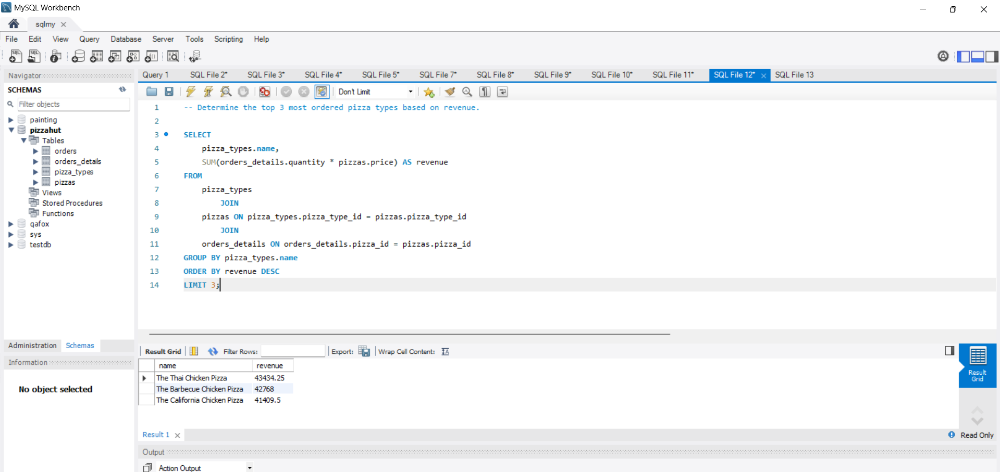 MySQL Workbench
sqlmy
File Edit View Query Database Server Tools Scripting Help
Navigator
SCHEMAS
Filter objects
painting
pizzahut
Tables
orders
orders_details
pizza_types
pizzas
Views
Stored Procedures
Functions
qafox
sys
testdb
Administration Schemas
Information
No object selected
Query 1 SQL File 2* SQL File 3* SQL File 4* SQL File 5* SQL File 7* SQL File 8* SQL File 9* SQL File 10* SQL File 11* SQL File 12* SQL File 13
Don't Limit
1 -- Determine the top 3 most ordered pizza types based on revenue.
2
3 SELECT
4 pizza_types.name,
5 SUM(orders_details.quantity * pizzas.price) AS revenue
6 FROM
7 pizza_types
8 JOIN
9 pizzas ON pizza_types.pizza_type_id = pizzas.pizza_type_id
10 JOIN
11 orders_details ON orders_details.pizza_id = pizzas.pizza_id
12 GROUP BY pizza_types.name
13 ORDER BY revenue DESC
14 LIMIT 3;
Result Grid Filter Rows: Export: Wrap Cell Content:
name revenue
The Thai Chicken Pizza 43434.25
The Barbecue Chicken Pizza 42768
The California Chicken Pizza 41409.5
Result
Grid
Result 1
Read Only
Output
Action Output